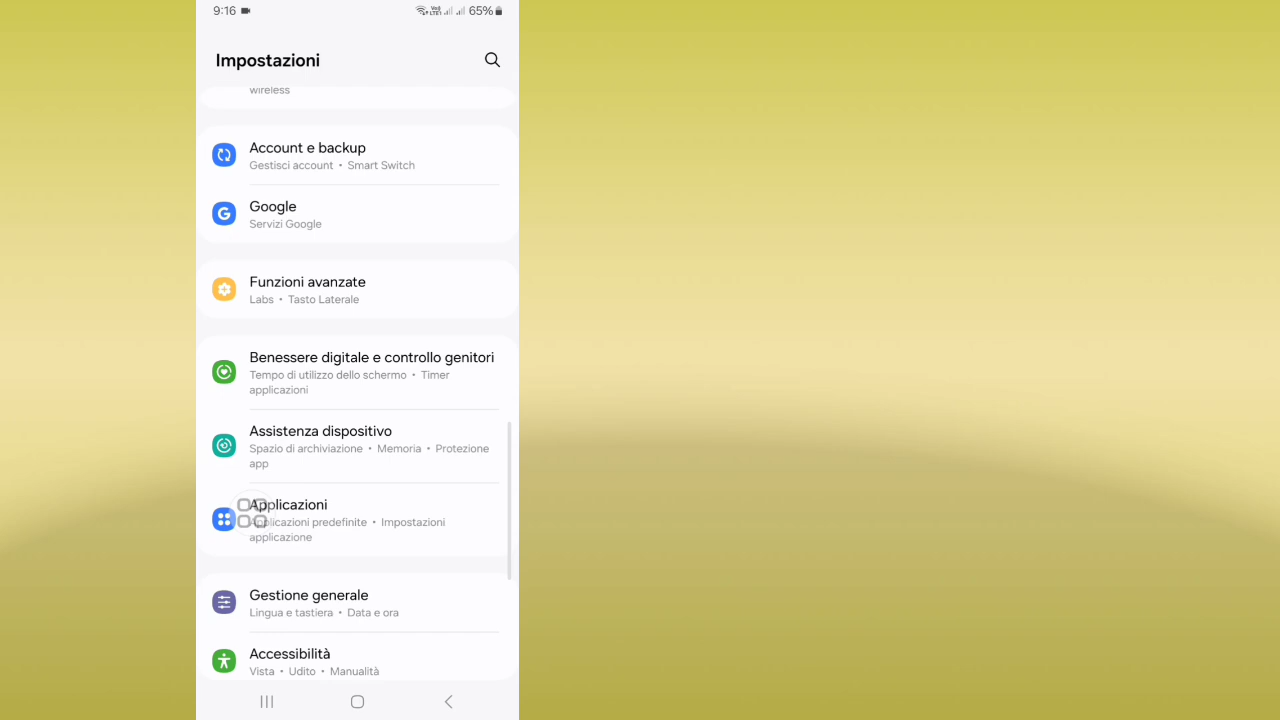 9:16 65%
Impostazioni
wireless
Account e backup
Gestisci account • Smart Switch
Google
Servizi Google
Funzioni avanzate
Labs • Tasto Laterale
Benessere digitale e controllo genitori
Tempo di utilizzo dello schermo • Timer
applicazioni
Assistenza dispositivo
Spazio di archiviazione • Memoria • Protezione
app
Applicazioni
Applicazioni predefinite • Impostazioni
applicazione
Gestione generale
Lingua e tastiera • Data e ora
Accessibilità
Vista • Udito • Manualità